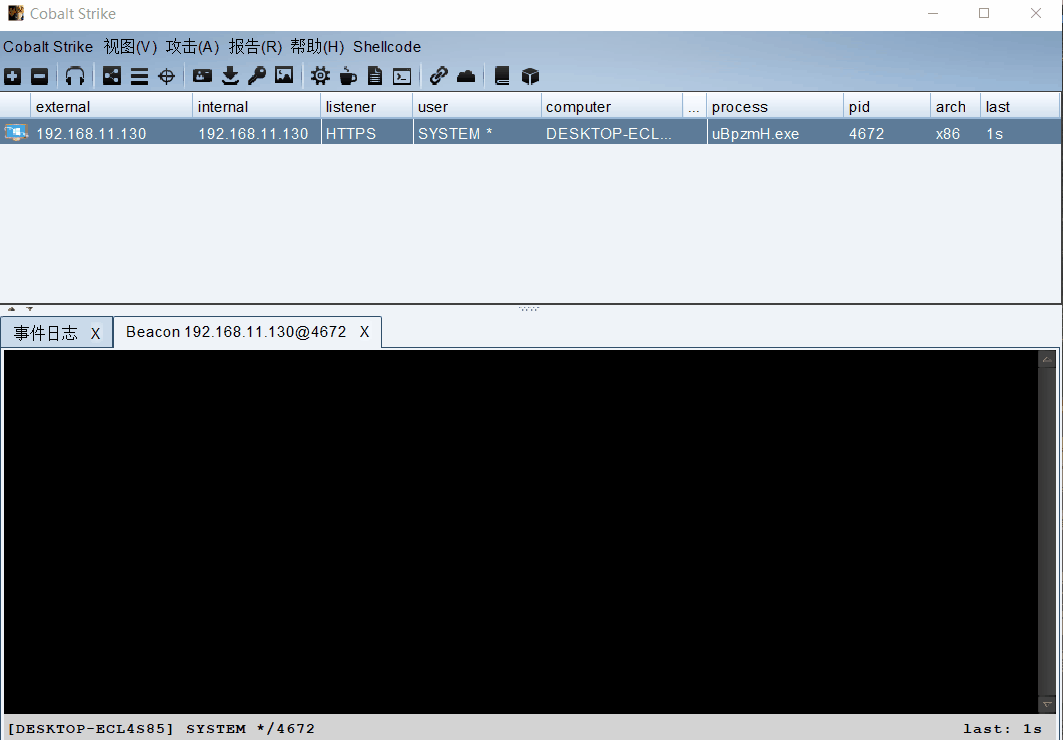 Cobalt Strike
Cobalt Strike 视图(V) 攻击(A) 报告(R) 帮助(H) Shellcode
external internal listener user computer ... process pid arch last
192.168.11.130 192.168.11.130 HTTPS SYSTEM * DESKTOP-ECL... uBpzmH.exe 4672 x86 1s
事件日志 X Beacon 192.168.11.130@4672 X
[DESKTOP-ECL4S85] SYSTEM */4672 last: 1s